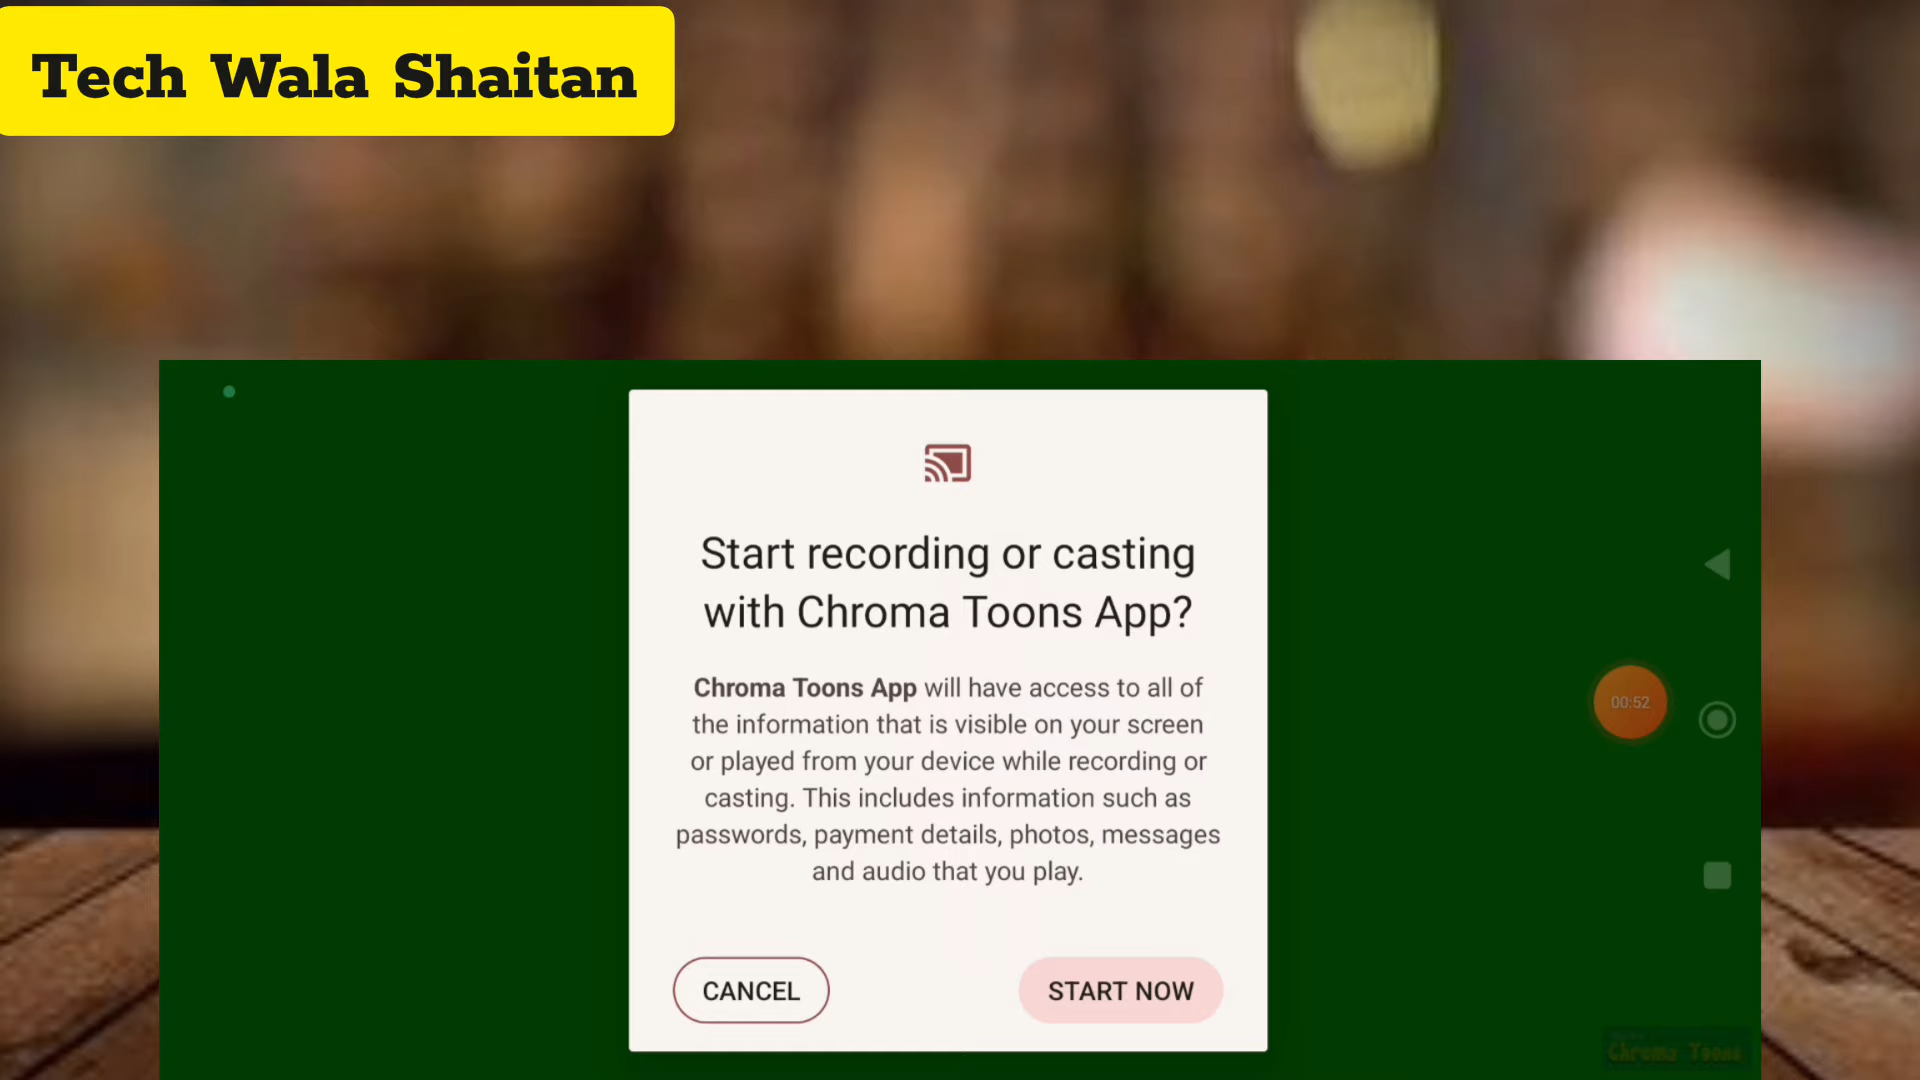 Tech Wala Shaitan
Start recording or casting
with Chroma Toons App?
Chroma Toons App will have access to all of
the information that is visible on your screen
or played from your device while recording or
casting. This includes information such as
passwords, payment details, photos, messages
and audio that you play.
00:52
CANCEL
START NOW
Chroma Toons